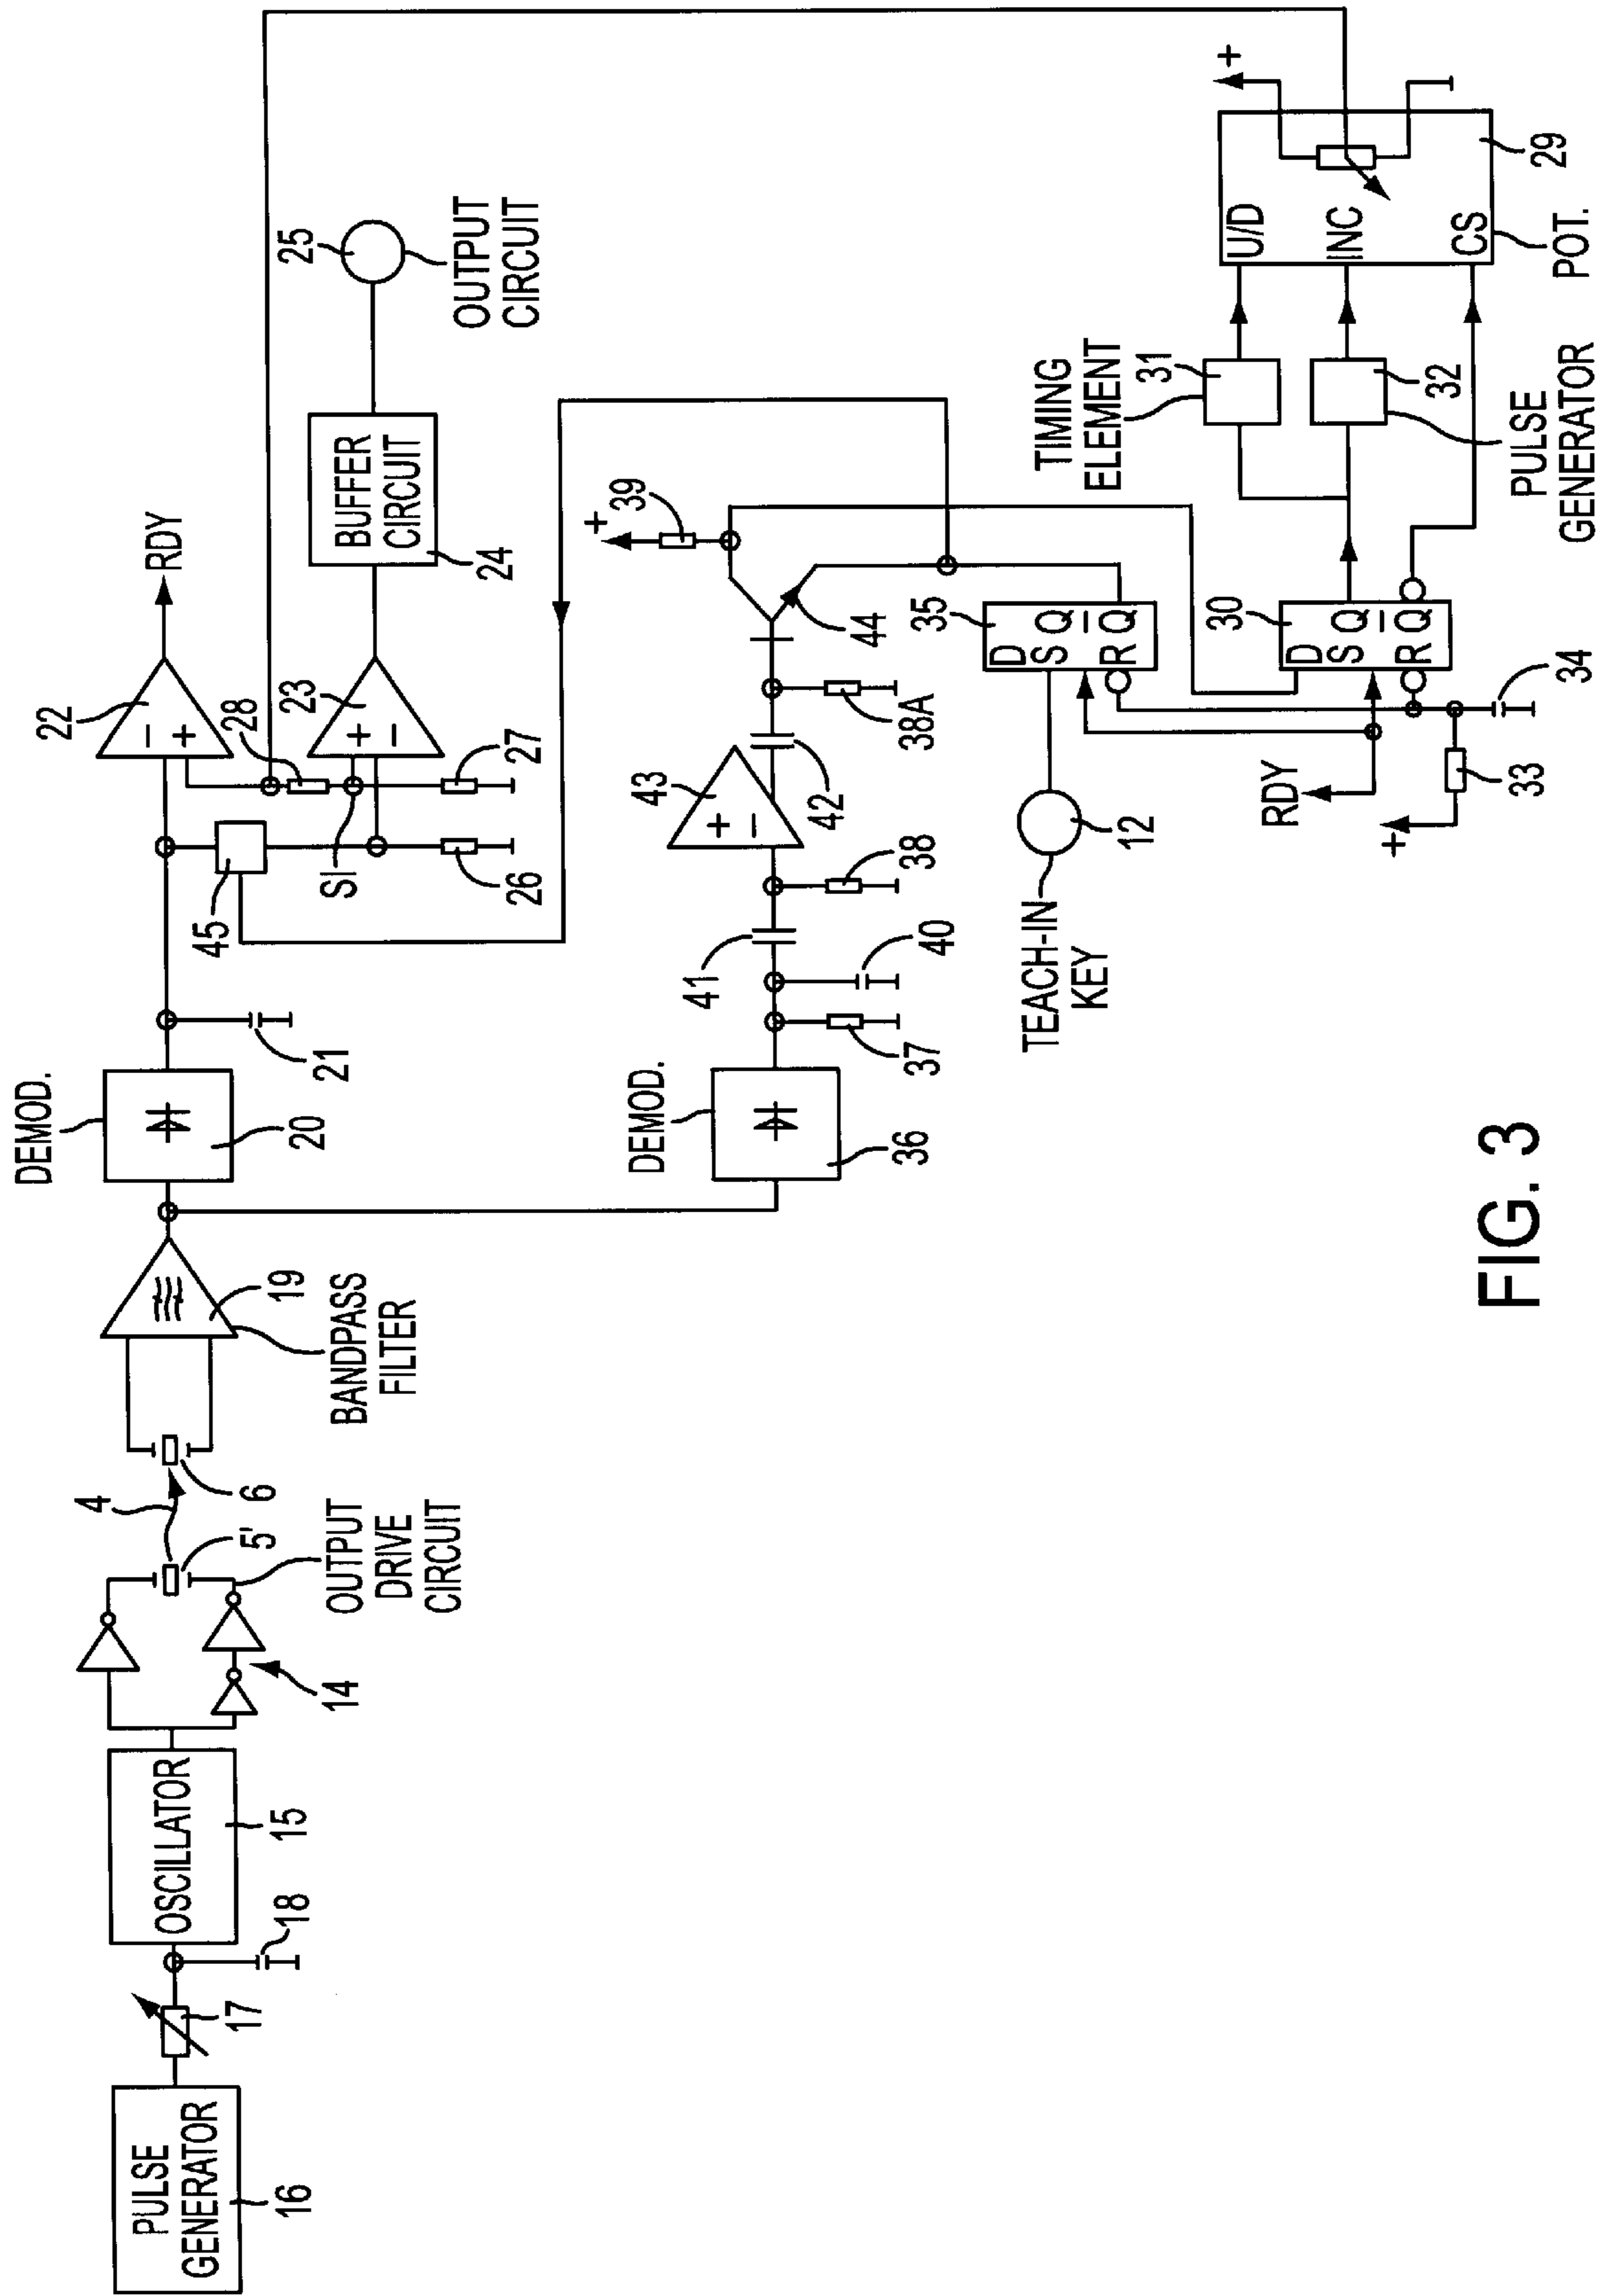 PULSE
GENERATOR
16
17
18
OSCILLATOR
15
14
OUTPUT
DRIVE
CIRCUIT
5'
4
6
BANDPASS
FILTER
19
DEMOD.
20
21
45
22
−
+
RDY
28
SI
23
+
−
27
26
BUFFER
CIRCUIT
24
25
OUTPUT
CIRCUIT
DEMOD.
36
37
40
41
38
43
+
−
42
38A
39
+
44
TEACH-IN
KEY
12
35
D
S Q
R Q
RDY
30
D
S Q
R Q
33
+
34
TIMING
ELEMENT
31
32
PULSE
GENERATOR
U/D
INC
CS
+
29
POT.
FIG. 3